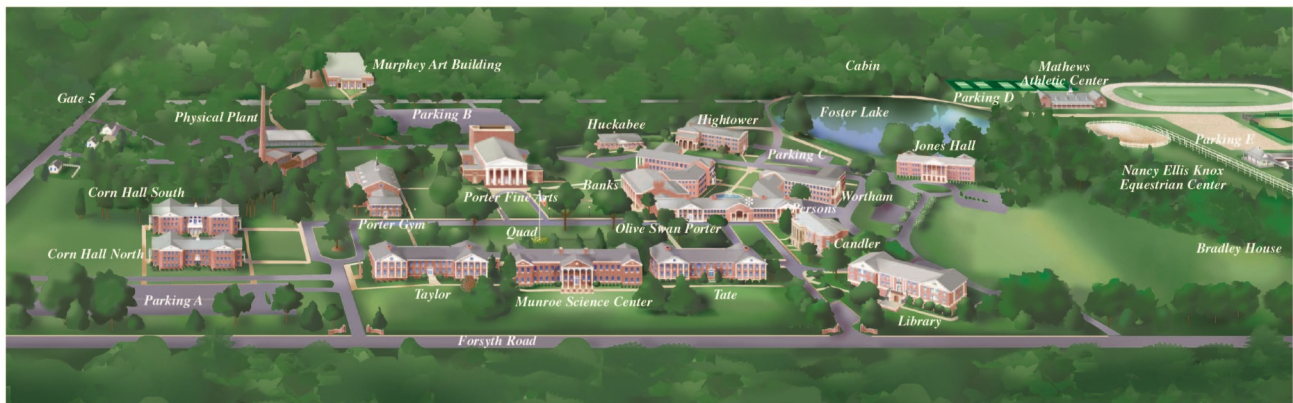 Murphey Art Building
Cabin
Mathews
Athletic Center
Gate 5
Parking D
Physical Plant
Parking B
Foster Lake
Huckabee
Hightower
Parking E
Jones Hall
Parking C
Nancy Ellis Knox
Equestrian Center
Corn Hall South
Banks
Porter Fine Arts
Wortham
*
Persons
Porter Gym
Quad
Olive Swan Porter
Candler
Bradley House
Corn Hall North
Taylor
Munroe Science Center
Tate
Parking A
Library
Forsyth Road